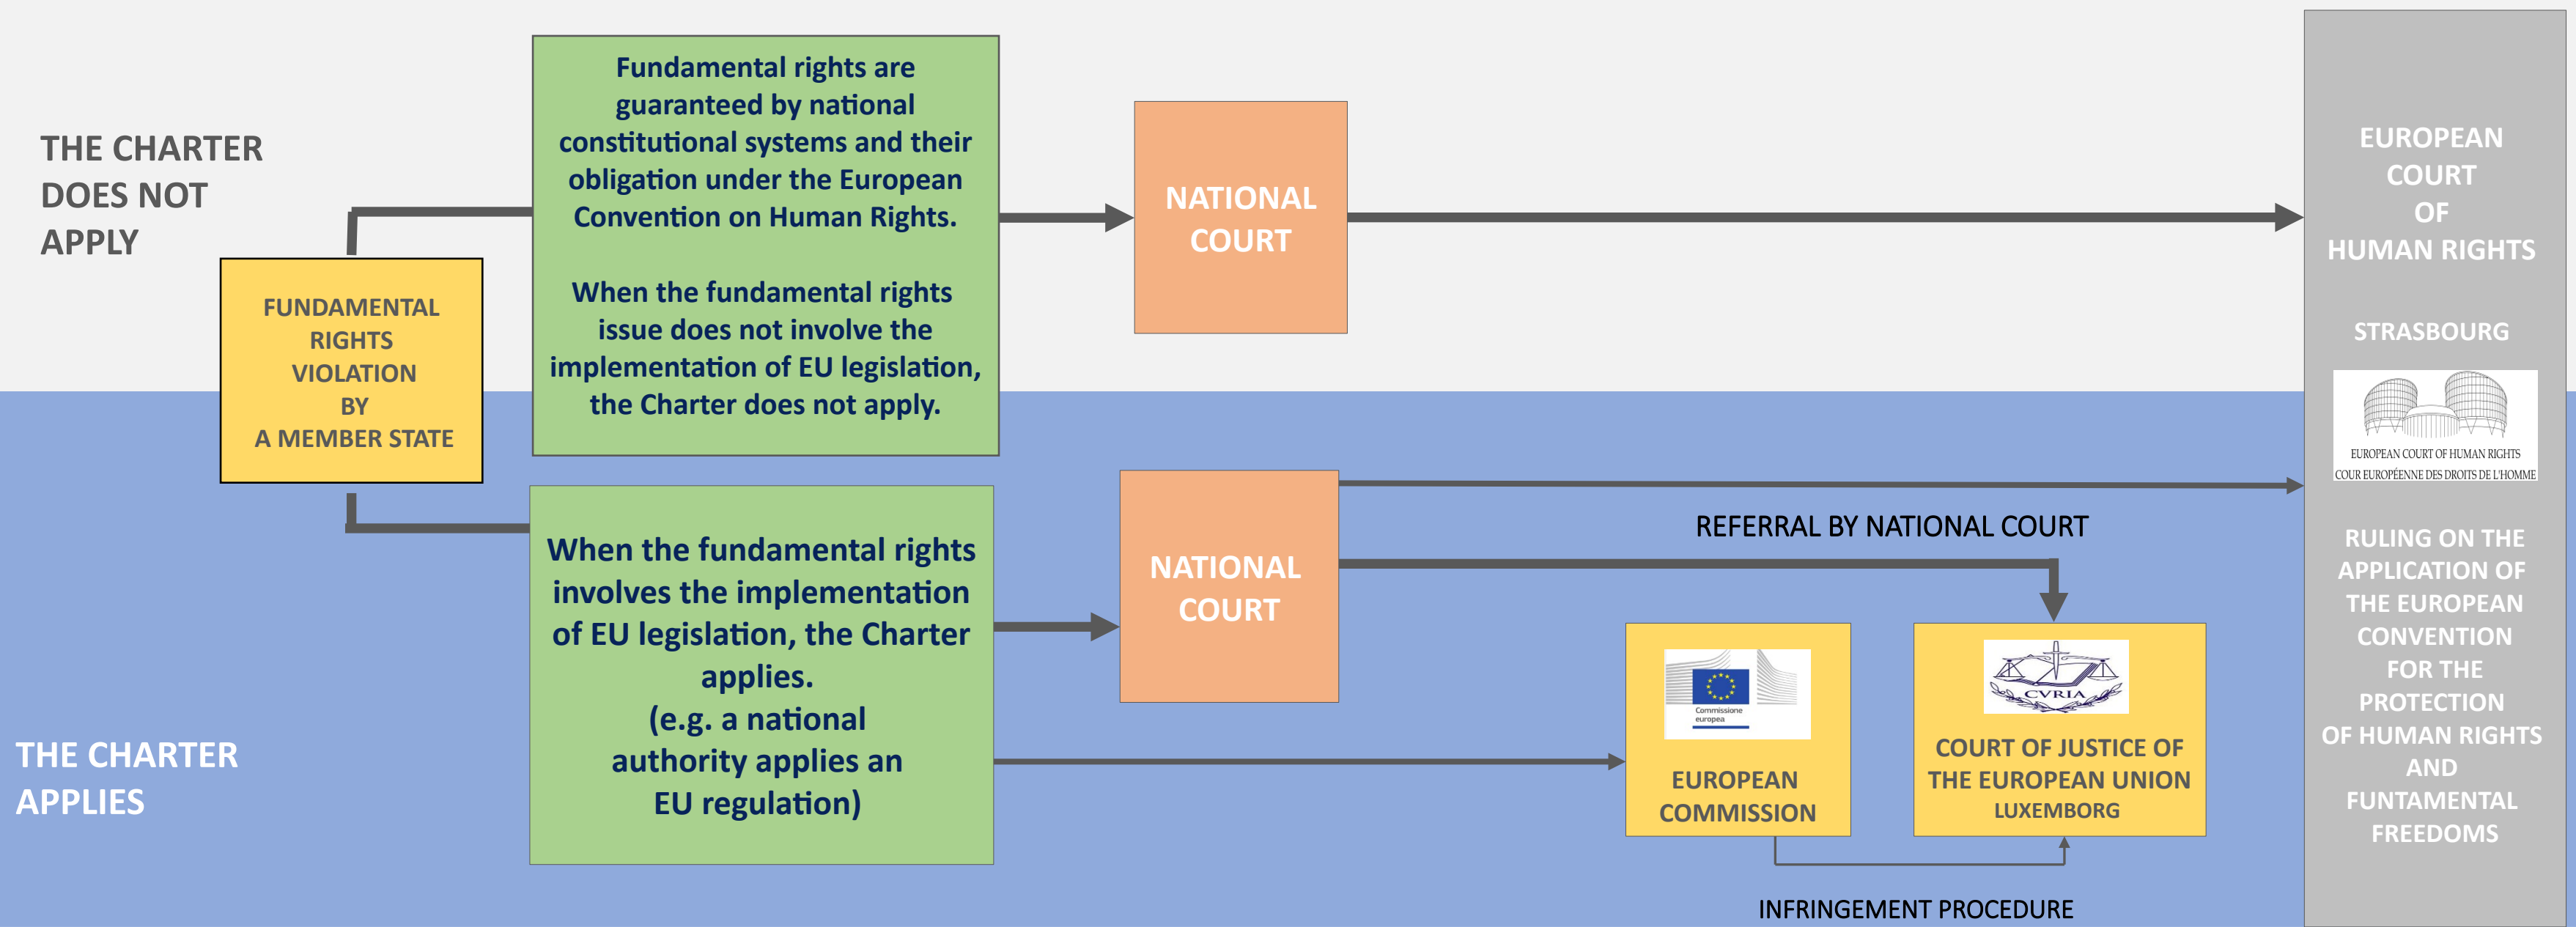 THE CHARTER
DOES NOT
APPLY
FUNDAMENTAL
RIGHTS
VIOLATION
BY
A MEMBER STATE
Fundamental rights are
guaranteed by national
constitutional systems and their
obligation under the European
Convention on Human Rights.
When the fundamental rights
issue does not involve the
implementation of EU legislation,
the Charter does not apply.
NATIONAL
COURT
THE CHARTER
APPLIES
When the fundamental rights
involves the implementation
of EU legislation, the Charter
applies.
(e.g. a national
authority applies an
EU regulation)
NATIONAL
COURT
REFERRAL BY NATIONAL COURT
Commissione
europea
EUROPEAN
COMMISSION
CVRIA
COURT OF JUSTICE OF
THE EUROPEAN UNION
LUXEMBORG
INFRINGEMENT PROCEDURE
EUROPEAN
COURT
OF
HUMAN RIGHTS
STRASBOURG
EUROPEAN COURT OF HUMAN RIGHTS
COUR EUROPÉENNE DES DROITS DE L'HOMME
RULING ON THE
APPLICATION OF
THE EUROPEAN
CONVENTION
FOR THE
PROTECTION
OF HUMAN RIGHTS
AND
FUNTAMENTAL
FREEDOMS